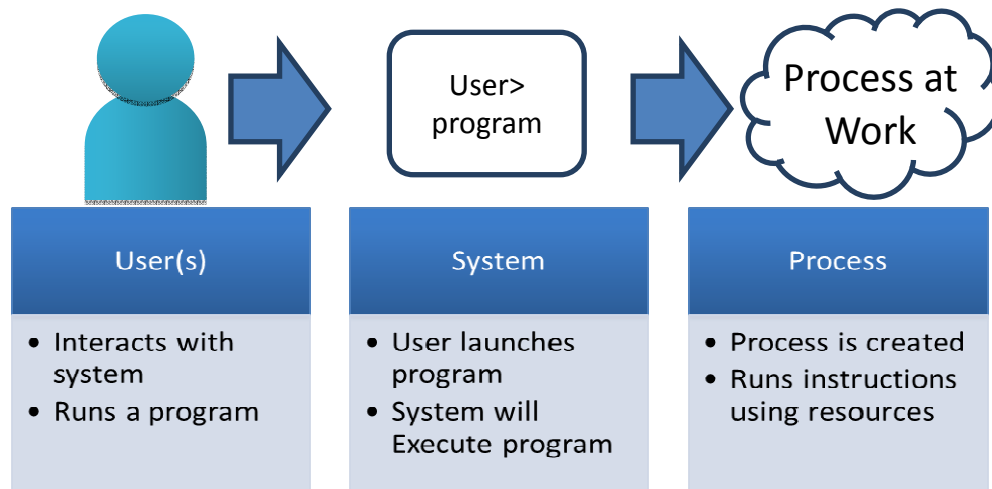 User>
program
Process at
Work
User(s)
System
Process
• Interacts with
system
• Runs a program
• User launches
program
• System will
Execute program
• Process is created
• Runs instructions
using resources